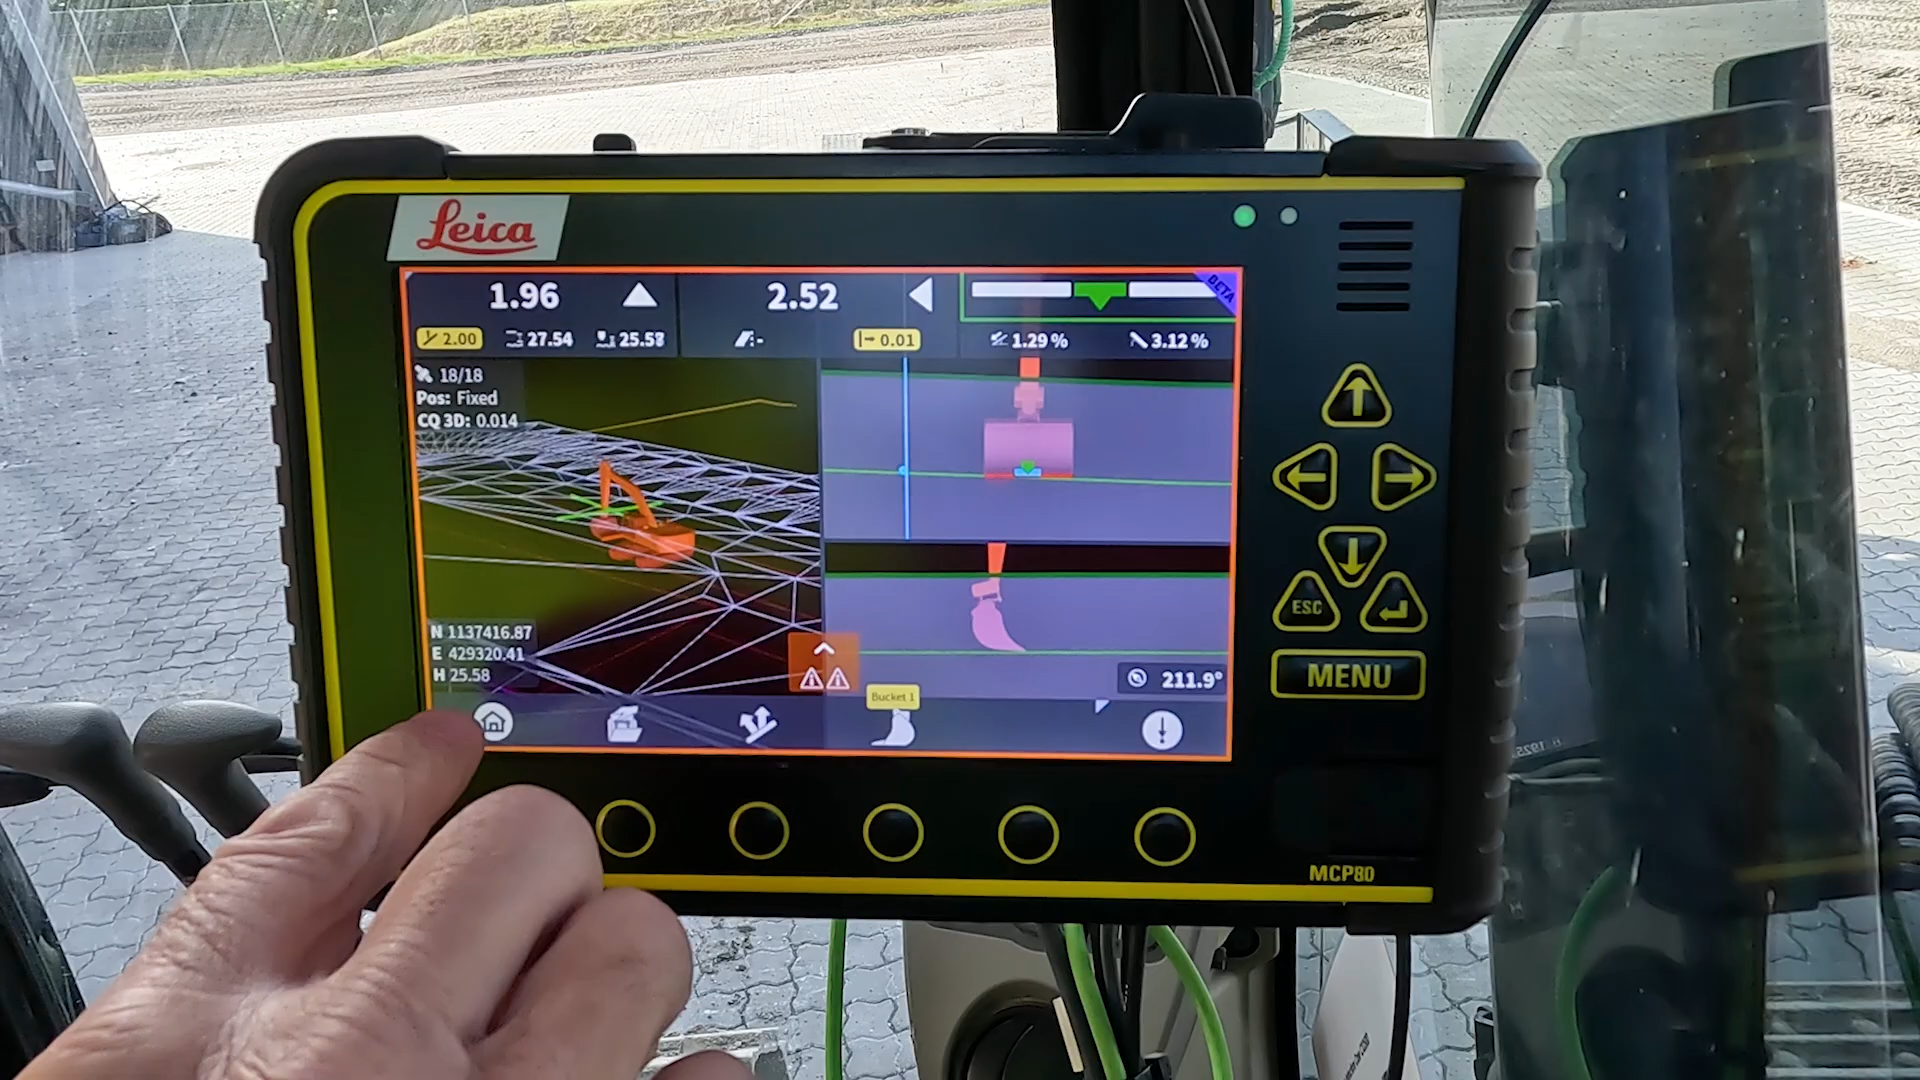 Leica
1.96
2.52
BETA
2.00
27.54
25.58
-
0.01
1.29 %
3.12 %
18/18
Pos: Fixed
CQ 3D: 0.014
N 1137416.87
E 429320.41
H 25.58
211.9°
Bucket 1
ESC
MENU
MCP80